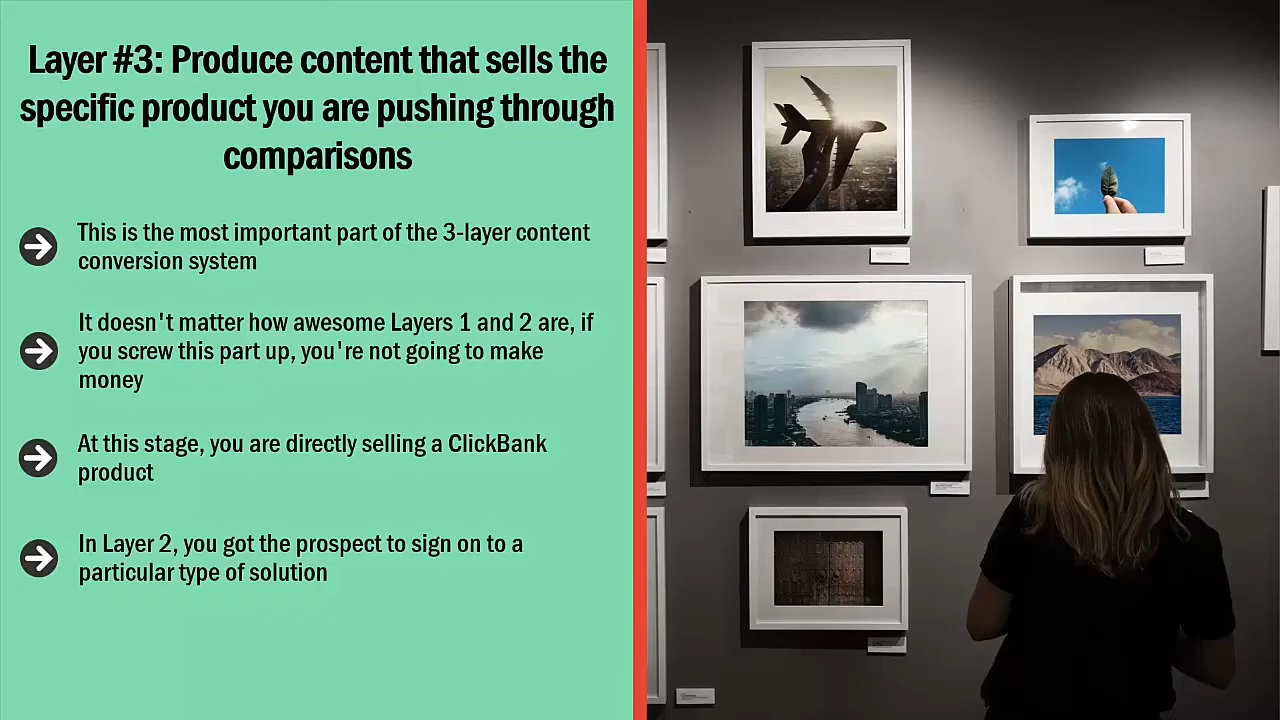 Layer #3: Produce content that sells the
specific product you are pushing through
comparisons
This is the most important part of the 3-layer content
conversion system
It doesn't matter how awesome Layers 1 and 2 are, if
you screw this part up, you're not going to make
money
At this stage, you are directly selling a ClickBank
product
In Layer 2, you got the prospect to sign on to a
particular type of solution